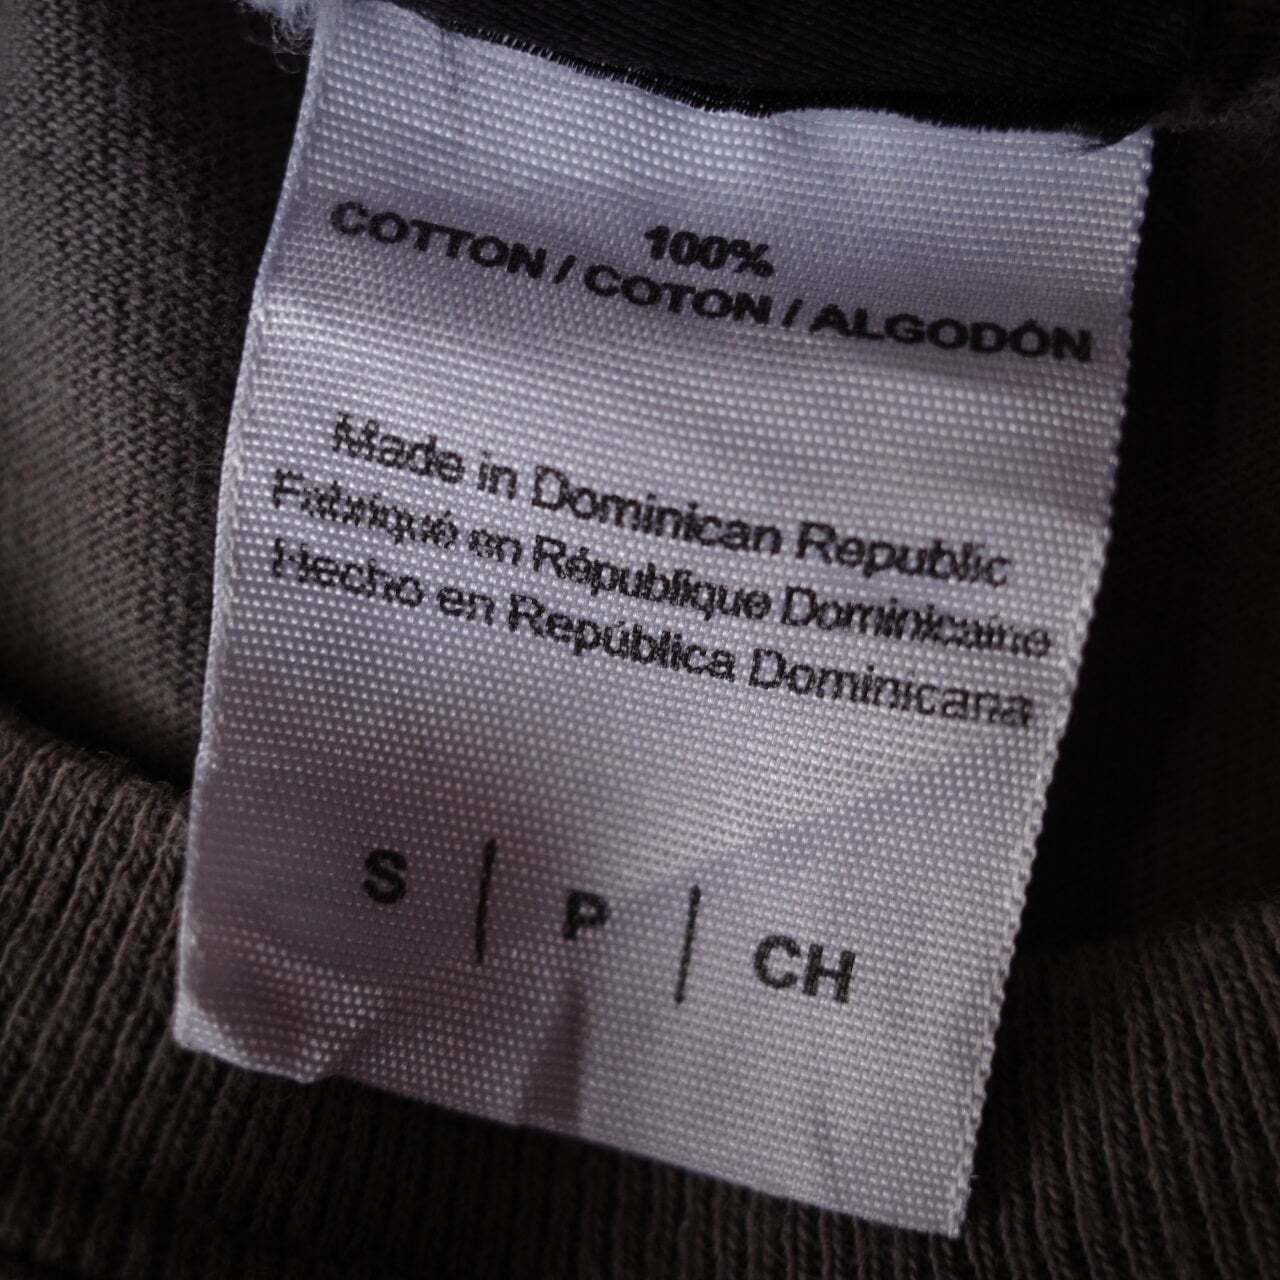 100%
COTTON / COTON / ALGODÓN
Made in Dominican Republic
Fabriqué en République Dominicaine
Hecho en República Dominicana
S | P | CH